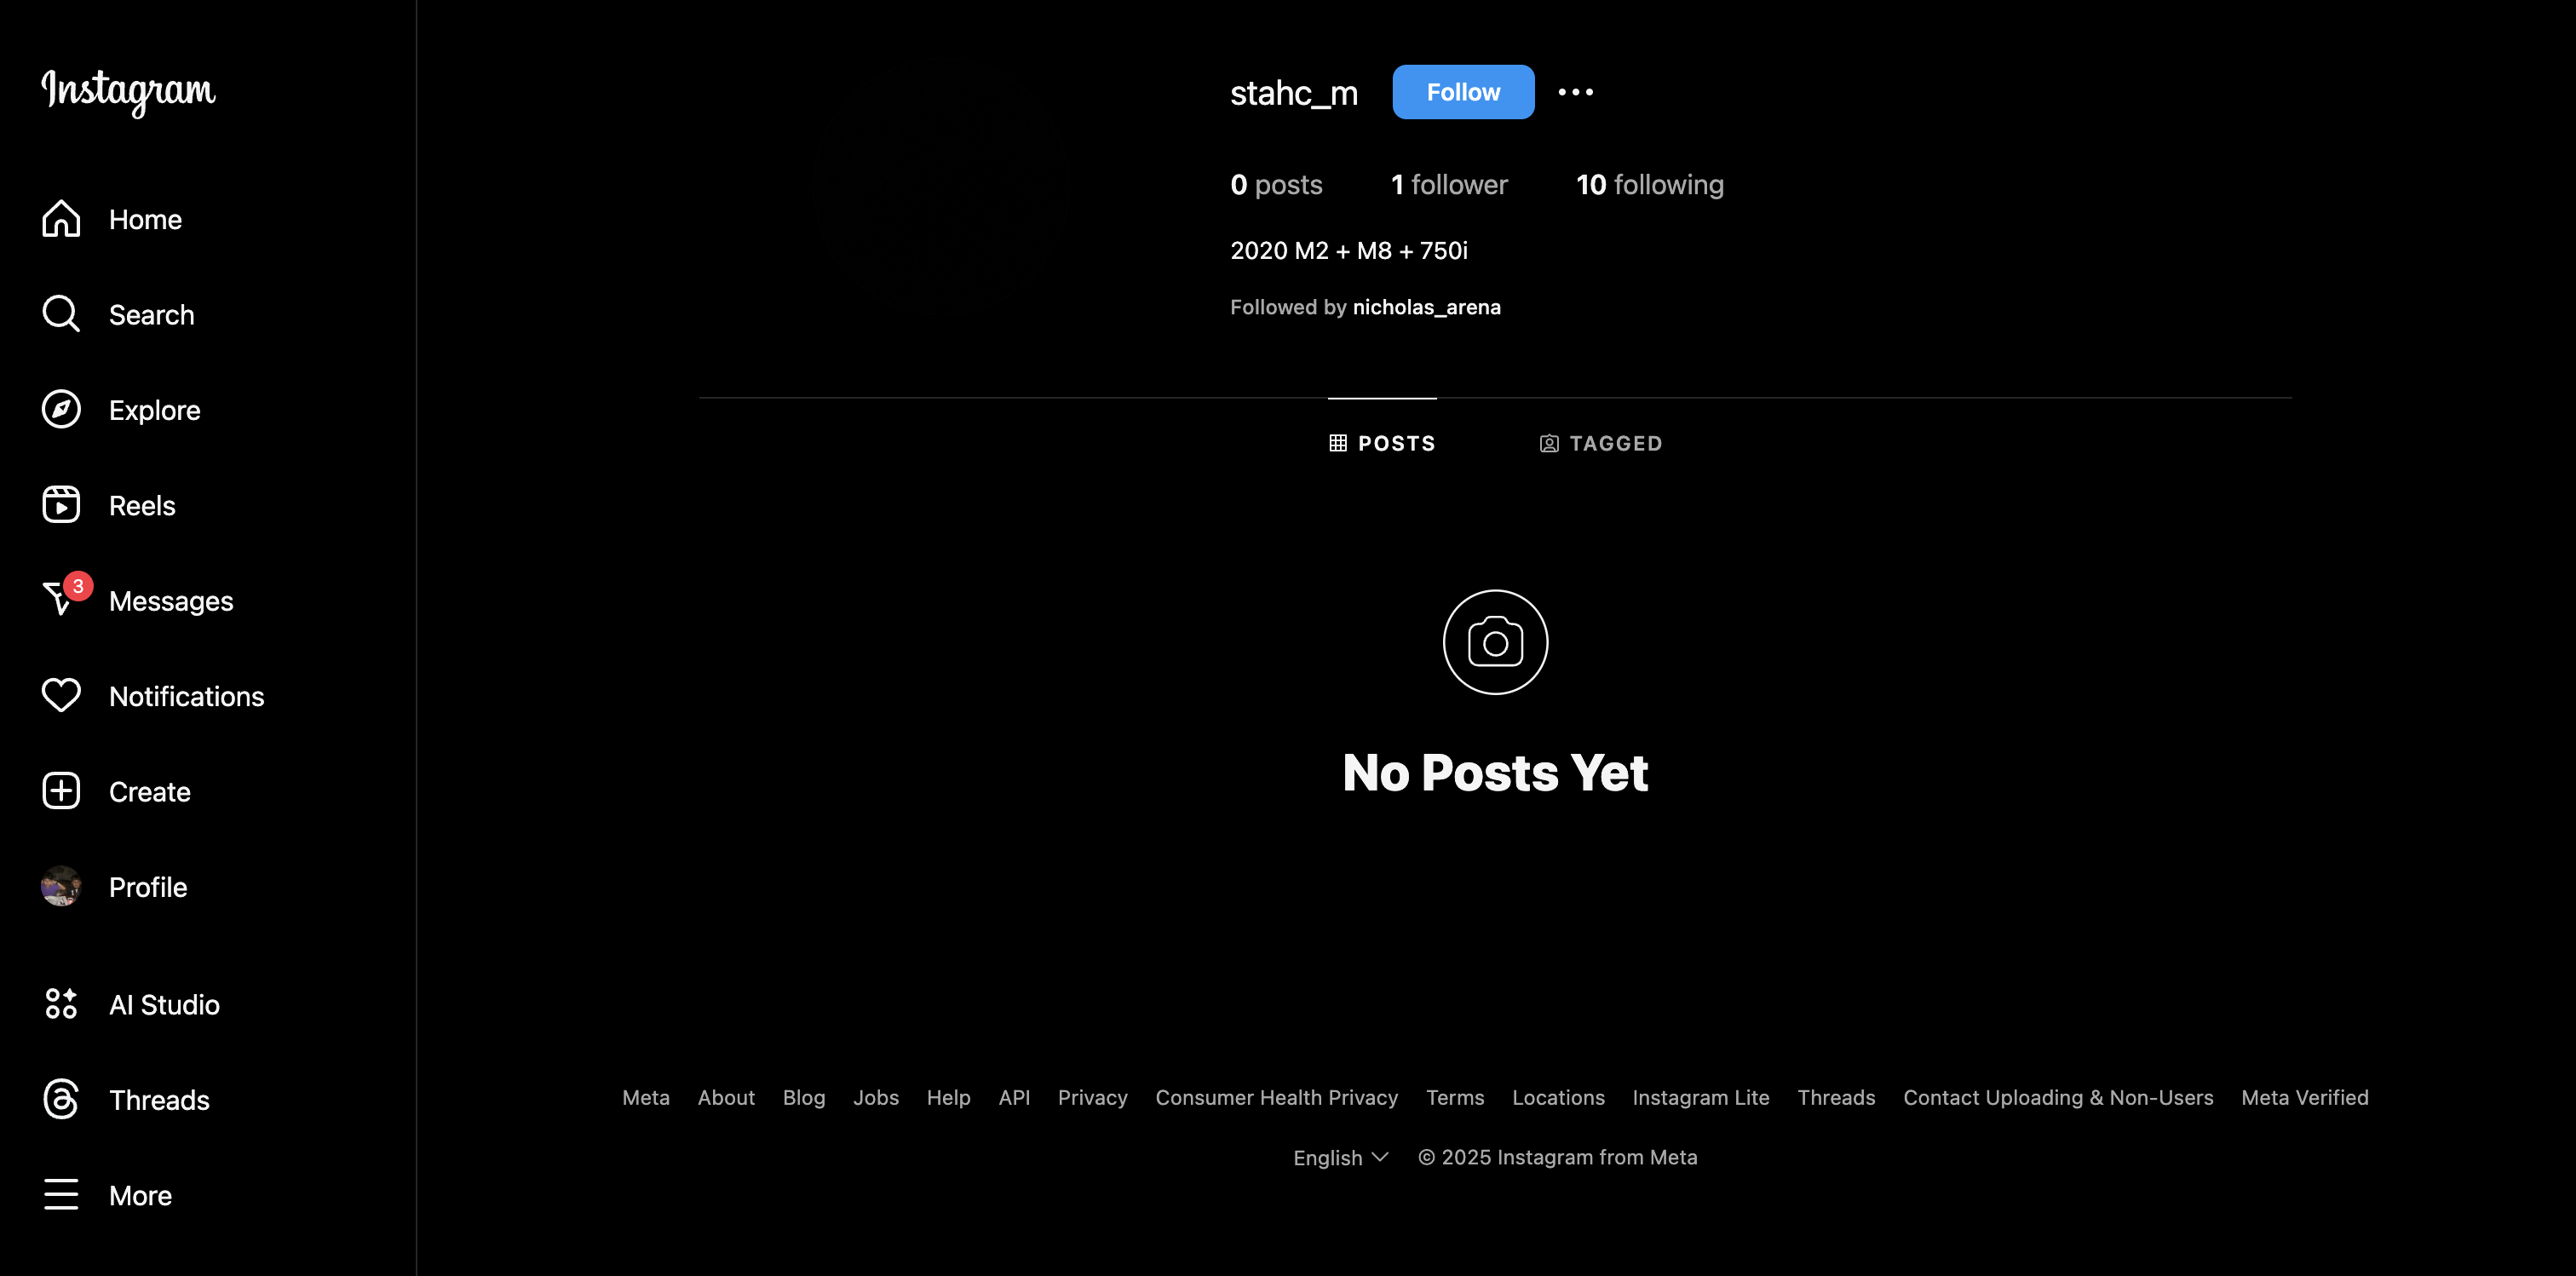 Instagram
Home
Search
Explore
Reels
3
Messages
Notifications
Create
Profile
AI Studio
Threads
More
stahc_m Follow
0 posts 1 follower 10 following
2020 M2 + M8 + 750i
Followed by nicholas_arena
POSTS TAGGED
No Posts Yet
Meta About Blog Jobs Help API Privacy Consumer Health Privacy Terms Locations Instagram Lite Threads Contact Uploading & Non-Users Meta Verified
English © 2025 Instagram from Meta